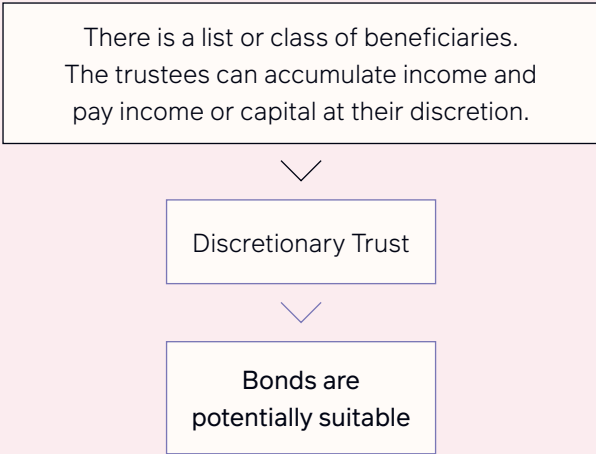 There is a list or class of beneficiaries.
The trustees can accumulate income and
pay income or capital at their discretion.
Discretionary Trust
Bonds are
potentially suitable